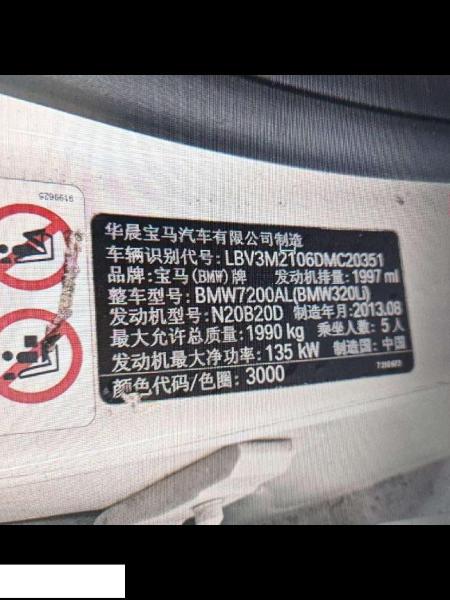 9199625
华晨宝马汽车有限公司制造
车辆识别代号: LBV3M2106DMC20351
品牌: 宝马(BMW)牌 发动机排量: 1997 ml
整车型号: BMW7200AL(BMW320Li)
发动机型号: N20B20D 制造年月: 2013.08
最大允许总质量: 1990 kg 乘坐人数: 5 人
发动机最大净功率: 135 kW 制造国: 中国
颜色代码/色圈: 3000